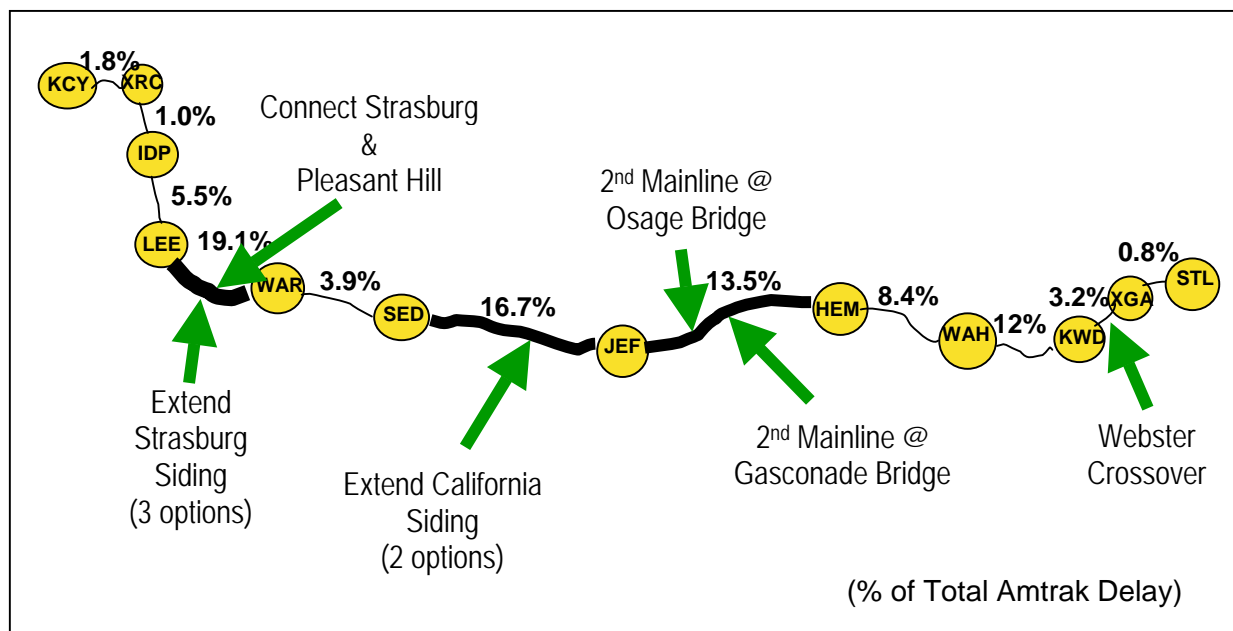 1.8%
KCY
XRC
1.0%
IDP
5.5%
LEE
19.1%
WAR
3.9%
SED
16.7%
JEF
13.5%
HEM
8.4%
WAH
12%
KWD
3.2%
XGA
0.8%
STL
Connect Strasburg
&
Pleasant Hill
2nd Mainline @
Osage Bridge
Extend
Strasburg
Siding
(3 options)
Extend California
Siding
(2 options)
2nd Mainline @
Gasconade Bridge
Webster
Crossover
(% of Total Amtrak Delay)